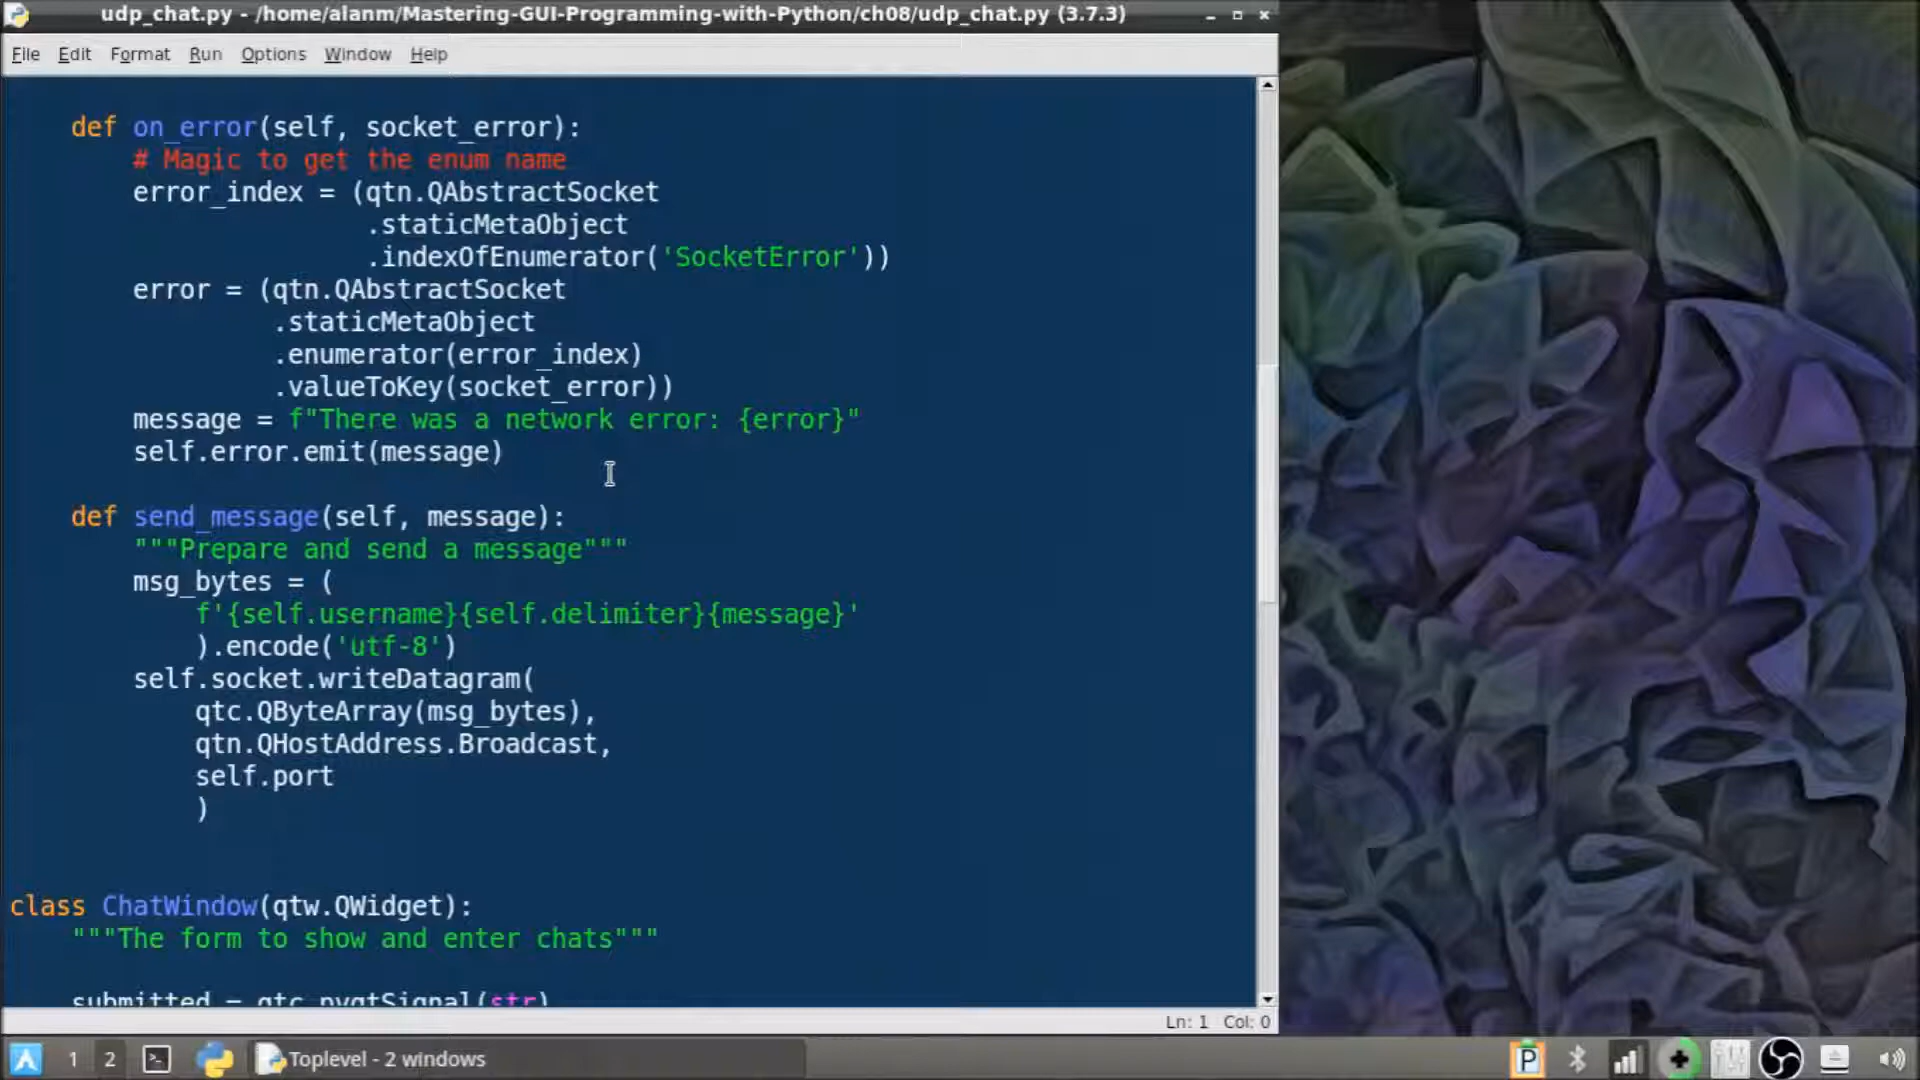 udp_chat.py - /home/alanm/Mastering-GUI-Programming-with-Python/ch08/udp_chat.py (3.7.3)
File Edit Format Run Options Window Help
def on_error(self, socket_error):
# Magic to get the enum name
error_index = (qtn.QAbstractSocket
.staticMetaObject
.indexOfEnumerator('SocketError'))
error = (qtn.QAbstractSocket
.staticMetaObject
.enumerator(error_index)
.valueToKey(socket_error))
message = f"There was a network error: {error}"
self.error.emit(message)
def send_message(self, message):
"""Prepare and send a message"""
msg_bytes = (
f'{self.username}{self.delimiter}{message}'
).encode('utf-8')
self.socket.writeDatagram(
qtc.QByteArray(msg_bytes),
qtn.QHostAddress.Broadcast,
self.port
)
class ChatWindow(qtw.QWidget):
"""The form to show and enter chats"""
submitted = qtc.pyqtSignal(str)
Ln: 1 Col: 0
1 2 Toplevel - 2 windows